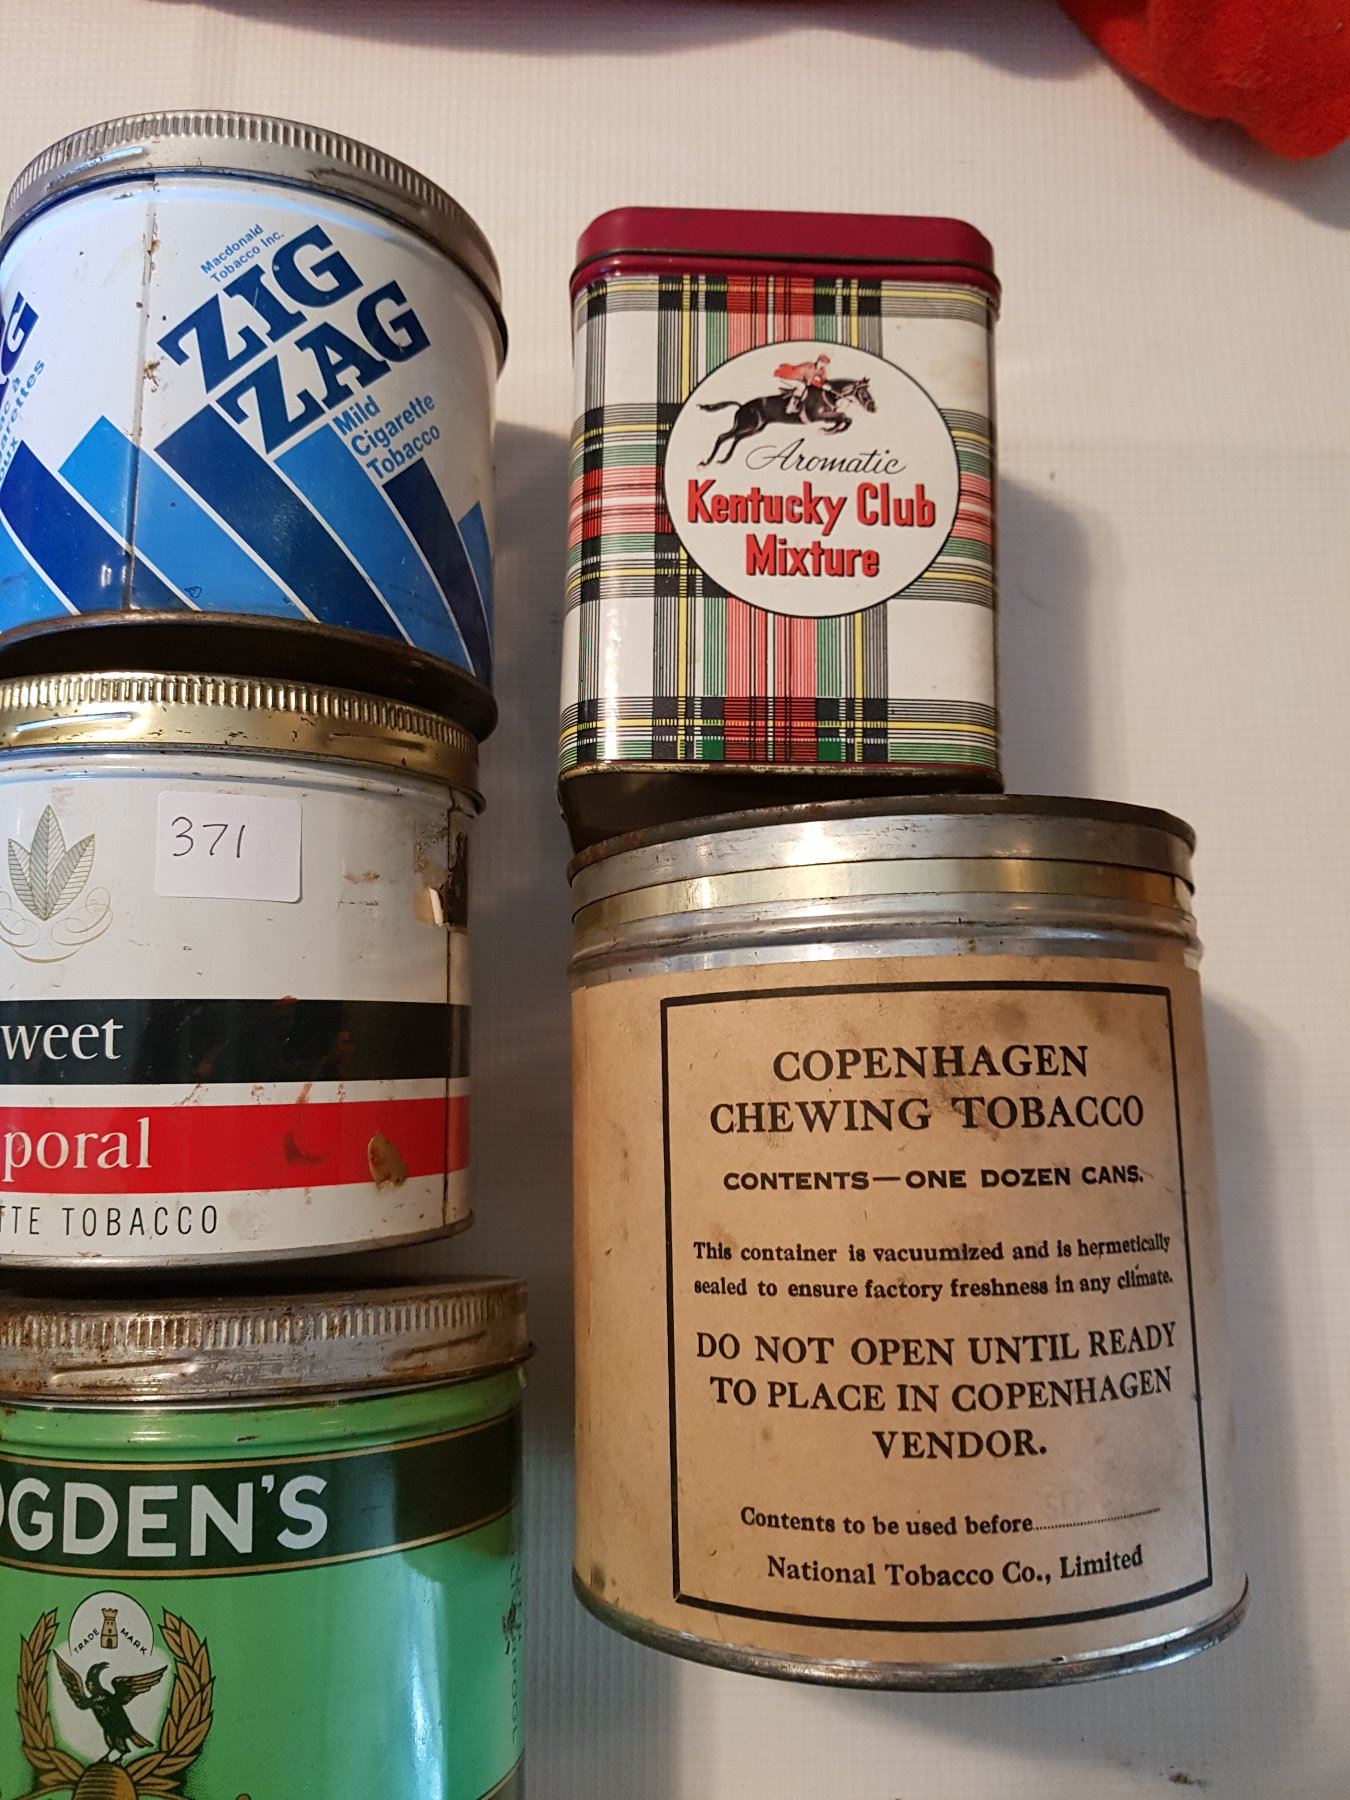 Macdonald
Tobacco Inc.
ZIG
ZAG
Mild
Cigarette
Tobacco
G
arettes
oux
Aromatic
Kentucky Club
Mixture
371
weet
poral
TTE TOBACCO
OGDEN'S
TRADE MARK
COPENHAGEN
CHEWING TOBACCO
CONTENTS—ONE DOZEN CANS.
This container is vacuumized and is hermetically
sealed to ensure factory freshness in any climate.
DO NOT OPEN UNTIL READY
TO PLACE IN COPENHAGEN
VENDOR.
Contents to be used before
National Tobacco Co., Limited